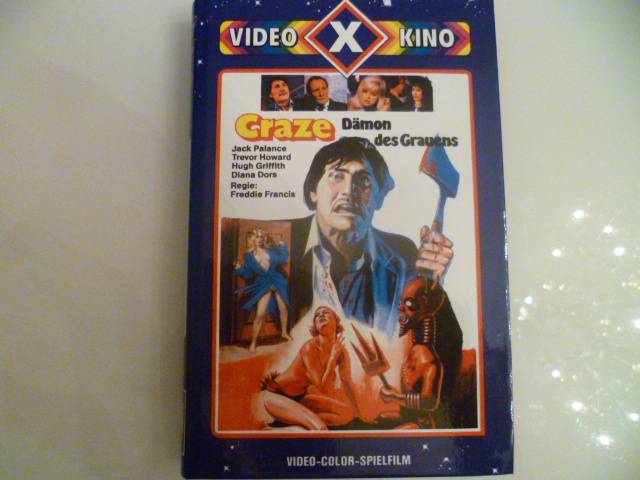 VIDEO X KINO
Craze Dämon
des Grauens
Jack Palance
Trevor Howard
Hugh Griffith
Diana Dors
Regie:
Freddie Francis
VIDEO-COLOR-SPIELFILM